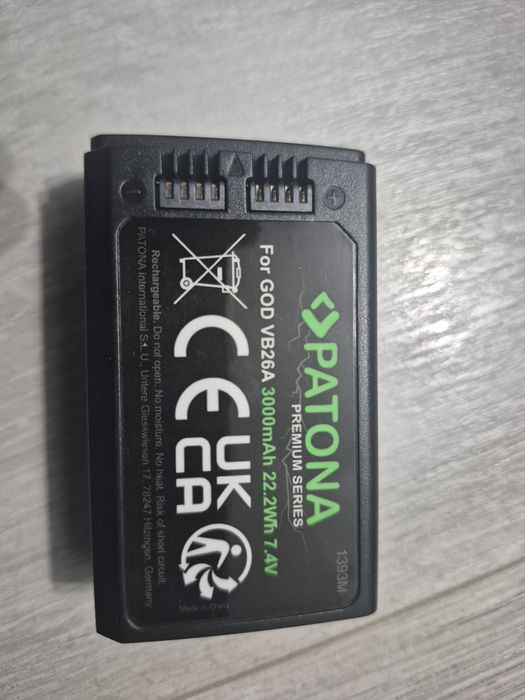 PATONA
PREMIUM SERIES
1393M
For GOD VB26A 3000mAh 22.2Wh 7.4V
CE UK
CA
Made in China
Rechargeable. Do not open. No moisture. No heat. Risk of short circuit.
PATONA International S.L.U., Untere Giesswiesen 17, 78247 Hilzingen, Germany
- +